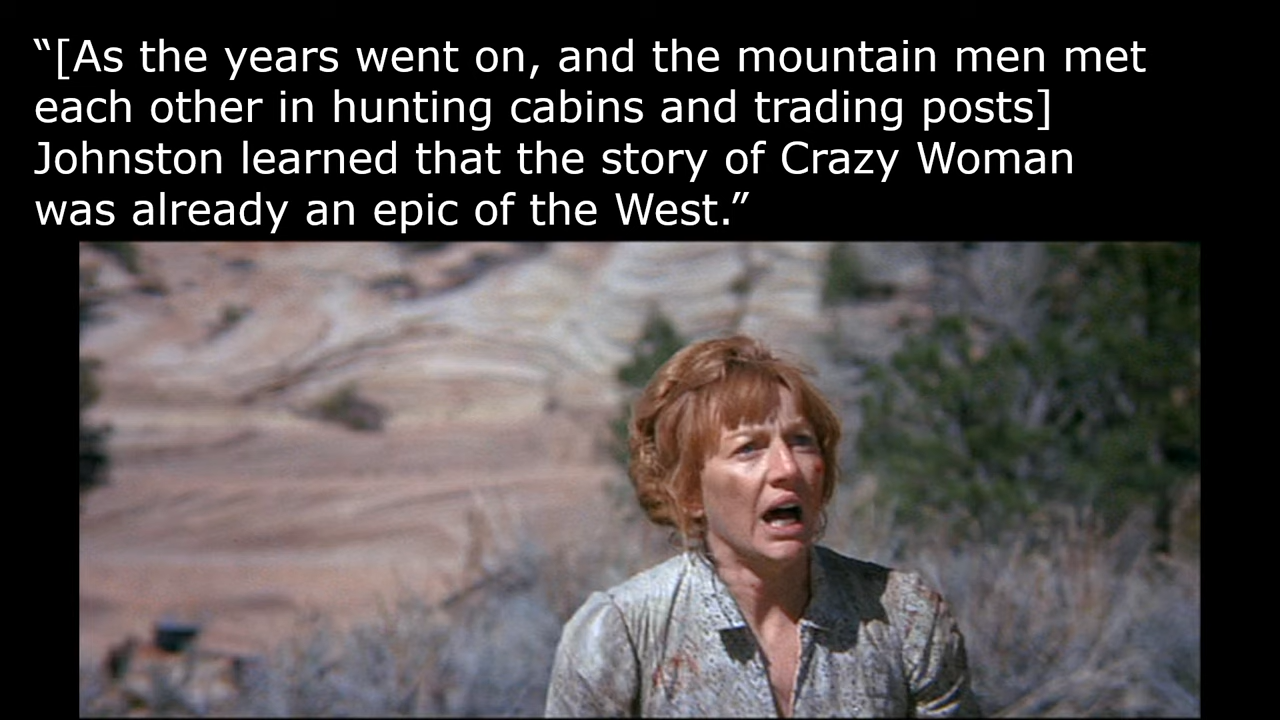 “[As the years went on, and the mountain men met
each other in hunting cabins and trading posts]
Johnston learned that the story of Crazy Woman
was already an epic of the West.”